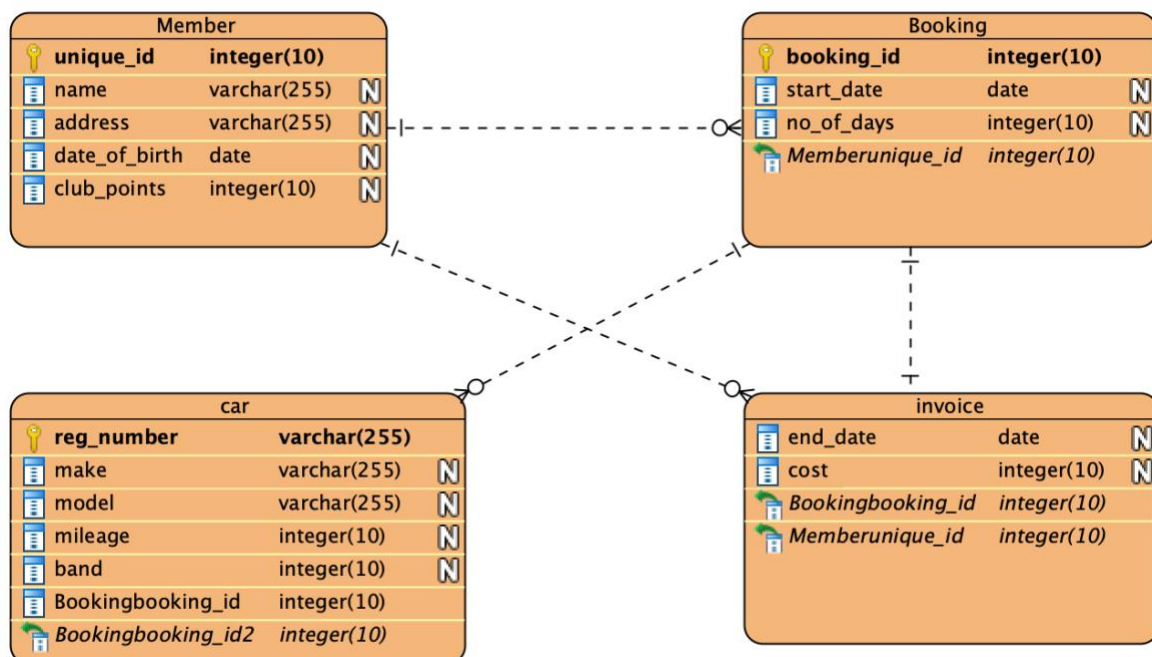 Member
unique_id integer(10)
name varchar(255) N
address varchar(255) N
date_of_birth date N
club_points integer(10) N
Booking
booking_id integer(10)
start_date date N
no_of_days integer(10) N
Memberunique_id integer(10)
car
reg_number varchar(255)
make varchar(255) N
model varchar(255) N
mileage integer(10) N
band integer(10) N
Bookingbooking_id integer(10)
Bookingbooking_id2 integer(10)
invoice
end_date date N
cost integer(10) N
Bookingbooking_id integer(10)
Memberunique_id integer(10)